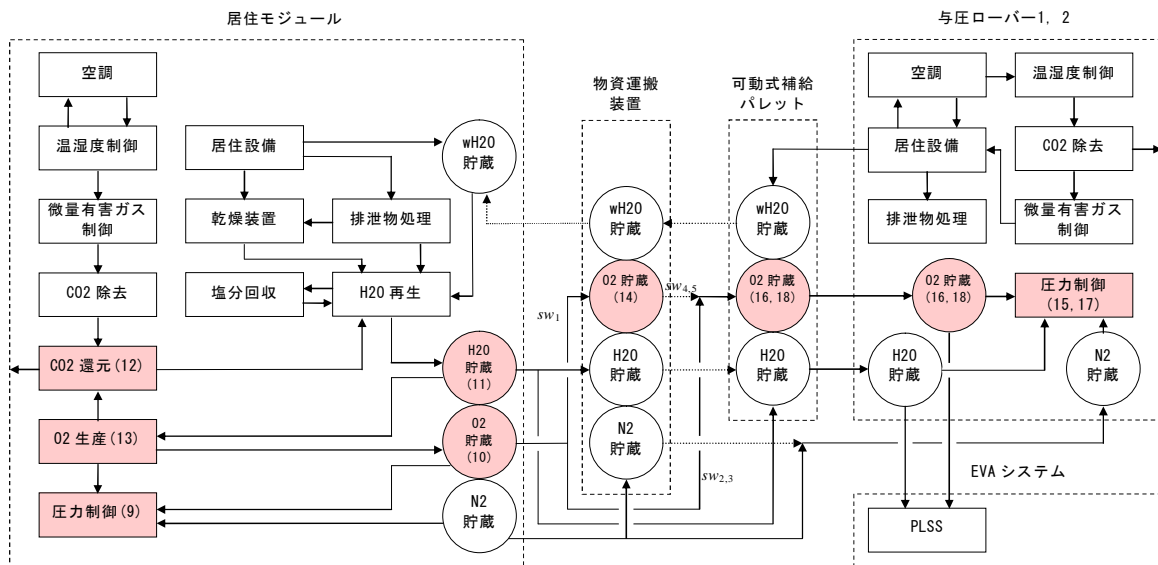 居住モジュール
空調
温湿度制御
微量有害ガス
制御
CO2 除去
CO2 還元(12)
O2 生産(13)
圧力制御(9)
居住設備
乾燥装置
排泄物処理
塩分回収
H2O 再生
wH2O
貯蔵
H2O
貯蔵
(11)
O2
貯蔵
(10)
N2
貯蔵
物資運搬
装置
wH2O
貯蔵
O2 貯蔵
(14)
H2O
貯蔵
N2
貯蔵
sw1
sw4,5
sw2,3
可動式補給
パレット
wH2O
貯蔵
O2 貯蔵
(16, 18)
H2O
貯蔵
与圧ローバー1, 2
空調
温湿度制御
居住設備
CO2 除去
排泄物処理
微量有害ガス
制御
O2 貯蔵
(16, 18)
圧力制御
(15, 17)
H2O
貯蔵
N2
貯蔵
EVA システム
PLSS